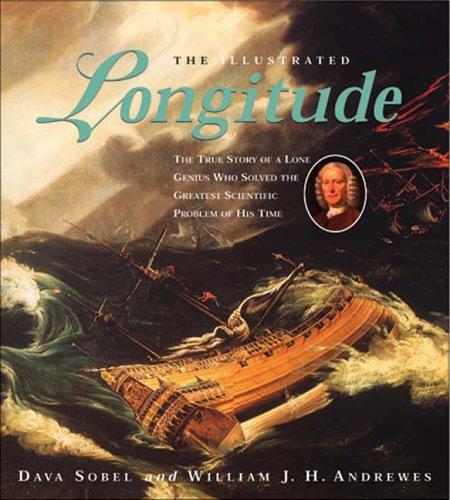 THE ILLUSTRATED
Longitude
THE TRUE STORY OF A LONE
GENIUS WHO SOLVED THE
GREATEST SCIENTIFIC
PROBLEM OF HIS TIME
DAVA SOBEL and WILLIAM J. H. ANDREWES